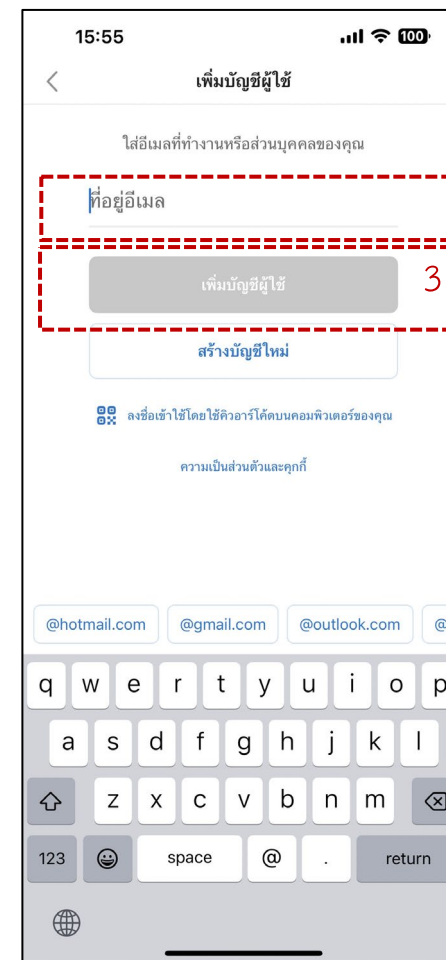 15:55
100
เพิ่มบัญชีผู้ใช้
ใส่อีเมลที่ทำงานหรือส่วนบุคคลของคุณ
ที่อยู่อีเมล
เพิ่มบัญชีผู้ใช้
3
สร้างบัญชีใหม่
ลงชื่อเข้าใช้โดยใช้คิวอาร์โค้ดบนคอมพิวเตอร์ของคุณ
ความเป็นส่วนตัวและคุกกี้
@hotmail.com @gmail.com @outlook.com @
q w e r t y u i o p
a s d f g h j k l
z x c v b n m
123 space @ . return